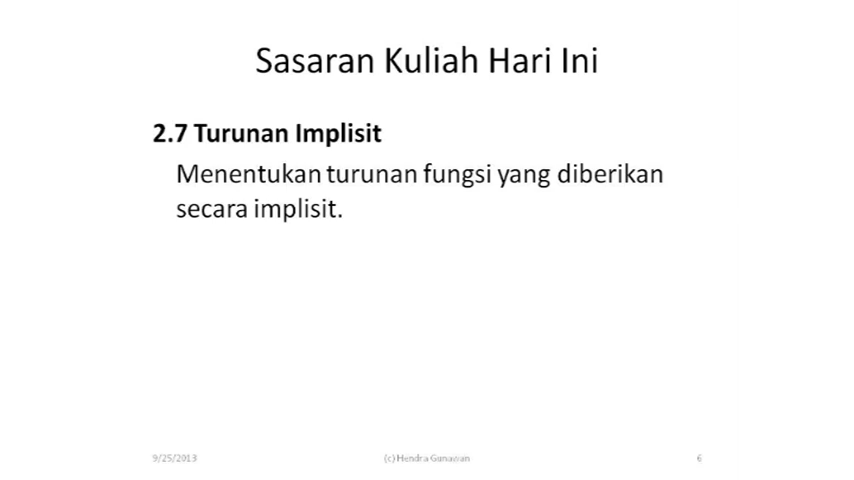 Sasaran Kuliah Hari Ini
2.7 Turunan Implisit
Menentukan turunan fungsi yang diberikan
secara implisit.
9/25/2013
(c) Hendra Gunawan
6